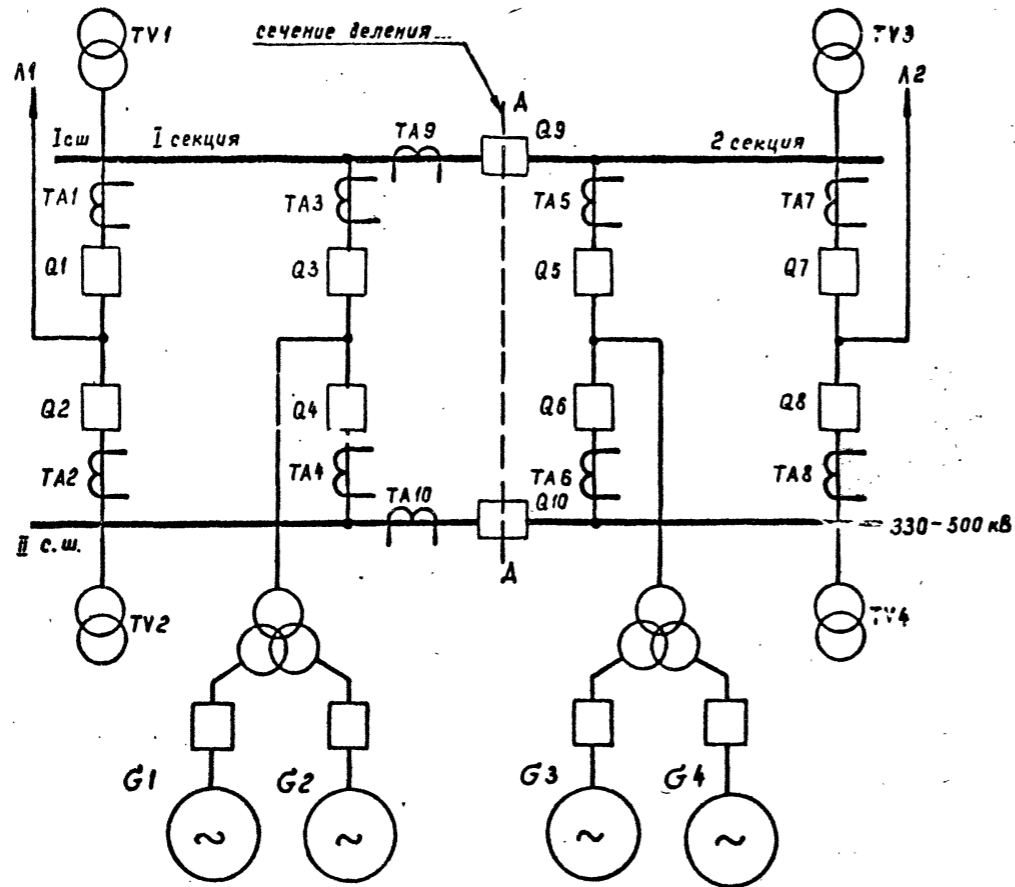 TV1
сечение деления...
TV3
Л1
Л2
А
Q9
I сш
I секция
TA9
2 секция
TA1
TA3
TA5
TA7
Q1
Q3
Q5
Q7
Q2
Q4
Q6
Q8
TA2
TA4
TA10
TA6
Q10
TA8
330-500 кВ
II с.ш.
А
TV2
TV4
G1
G2
G3
G4
~
~
~
~